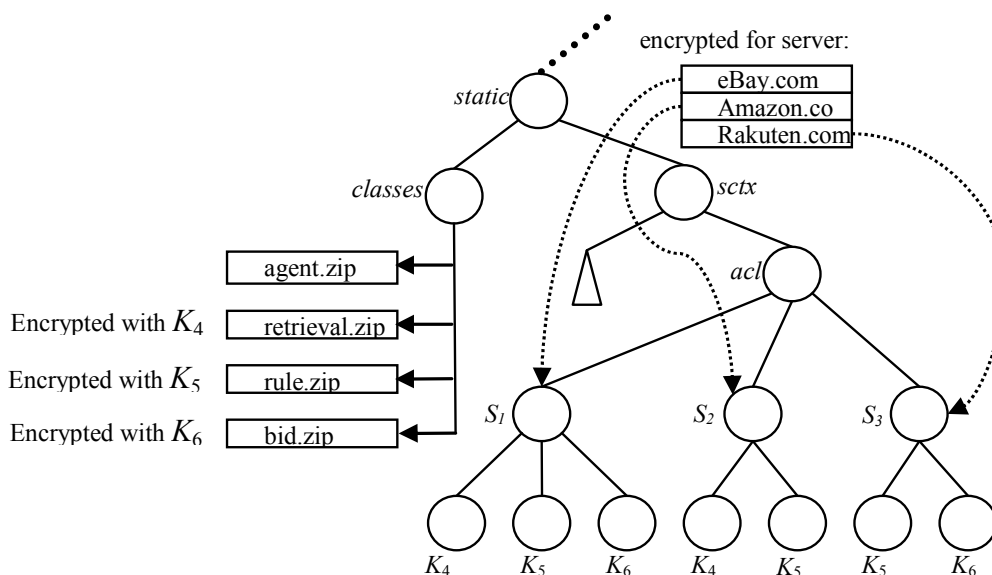 encrypted for server:
eBay.com
Amazon.co
Rakuten.com
static
classes
sctx
agent.zip
acl
Encrypted with K4
retrieval.zip
Encrypted with K5
rule.zip
Encrypted with K6
bid.zip
S1
S2
S3
K4
K5
K6
K4
K5
K5
K6